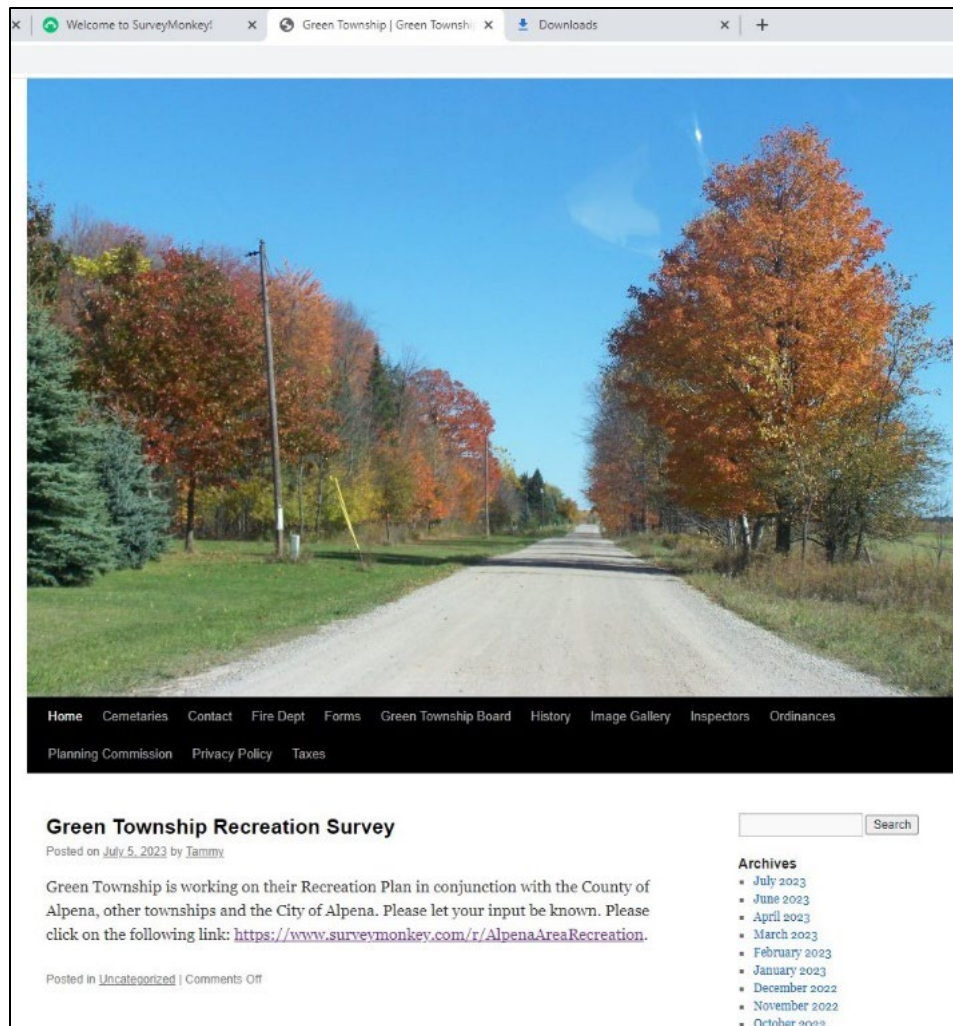 Welcome to SurveyMonkey!
Green Township | Green Townshi
Downloads
Home Cemetaries Contact Fire Dept Forms Green Township Board History Image Gallery Inspectors Ordinances
Planning Commission Privacy Policy Taxes
Green Township Recreation Survey
Posted on July 5, 2023 by Tammy
Green Township is working on their Recreation Plan in conjunction with the County of
Alpena, other townships and the City of Alpena. Please let your input be known. Please
click on the following link: https://www.surveymonkey.com/r/AlpenaAreaRecreation.
Posted in Uncategorized | Comments Off
Search
Archives
July 2023
June 2023
April 2023
March 2023
February 2023
January 2023
December 2022
November 2022
October 2022